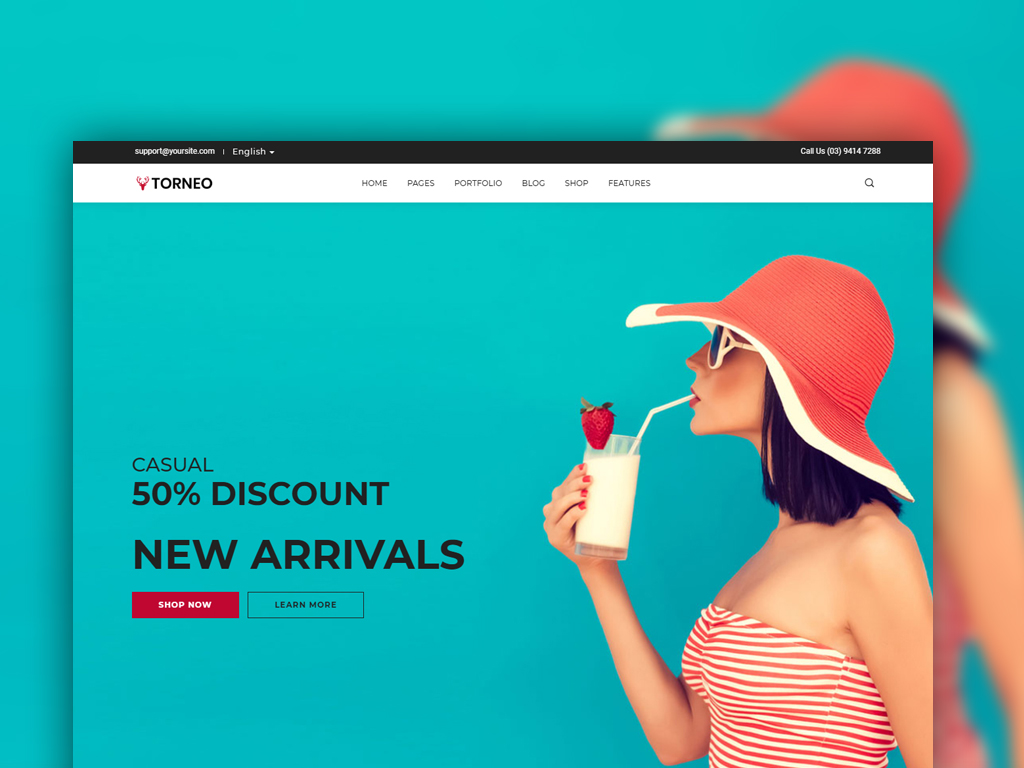 support@yoursite.com | English
Call Us (03) 9414 7288
TORNEO
HOME PAGES PORTFOLIO BLOG SHOP FEATURES
CASUAL
50% DISCOUNT
NEW ARRIVALS
SHOP NOW
LEARN MORE